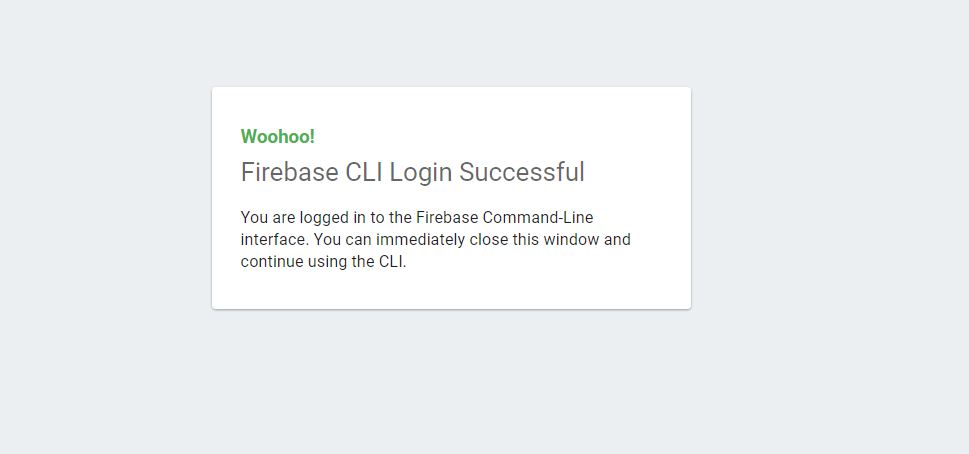 Woohoo!
Firebase CLI Login Successful
You are logged in to the Firebase Command-Line
interface. You can immediately close this window and
continue using the CLI.